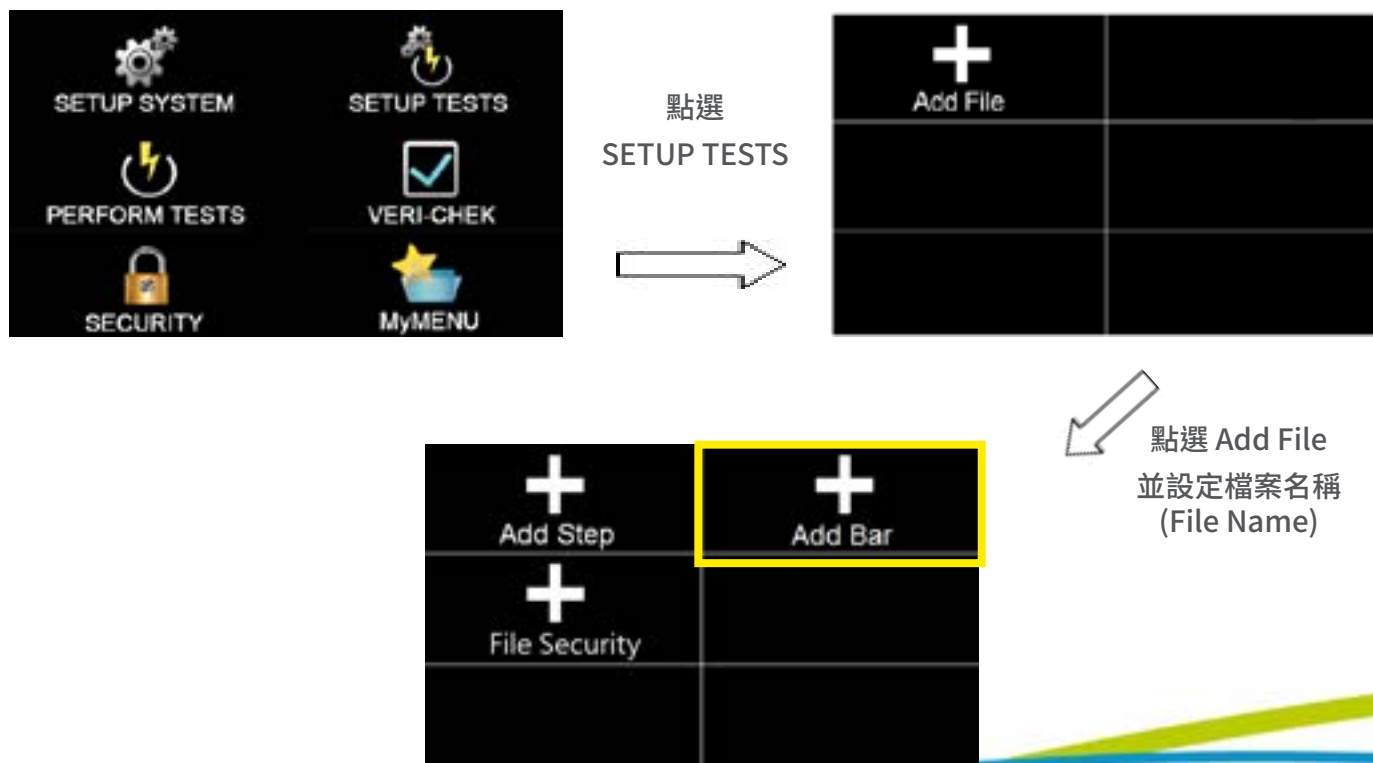 SETUP SYSTEM
SETUP TESTS
PERFORM TESTS
VERI-CHEK
SECURITY
MyMENU
點選
SETUP TESTS
Add File
點選 Add File
並設定檔案名稱
(File Name)
Add Step
Add Bar
File Security